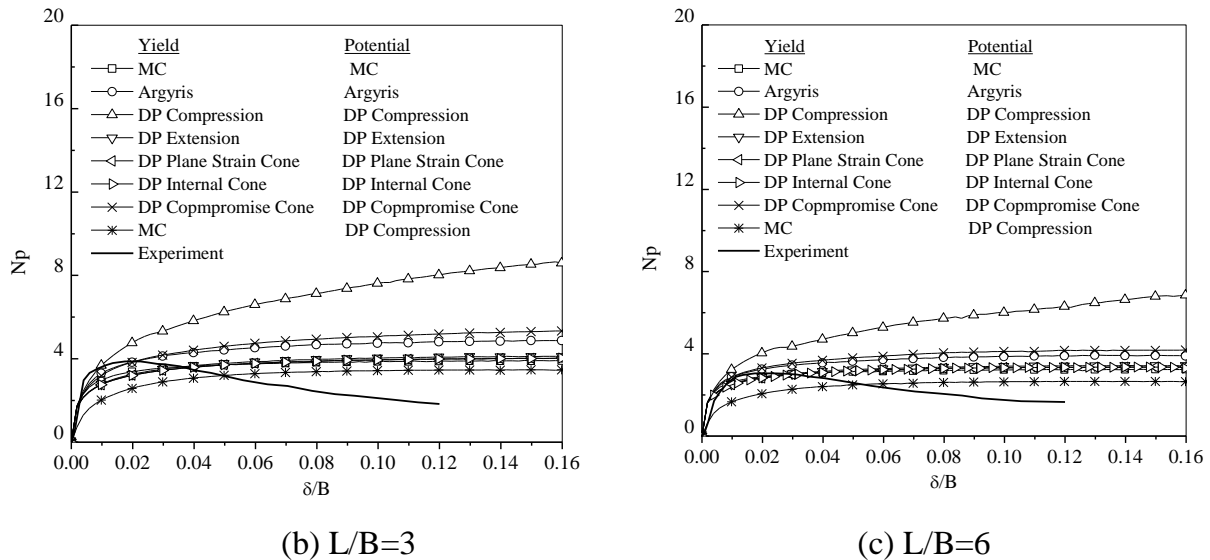 20
Yield Potential
MC MC
16
Argyris Argyris
DP Compression DP Compression
DP Extension DP Extension
12
DP Plane Strain Cone DP Plane Strain Cone
DP Internal Cone DP Internal Cone
DP Copmpromise Cone DP Copmpromise Cone
MC DP Compression
Experiment
Np
8
4
0
0.00 0.02 0.04 0.06 0.08 0.10 0.12 0.14 0.16
δ/B
(b) L/B=3
20
Yield Potential
MC MC
16
Argyris Argyris
DP Compression DP Compression
DP Extension DP Extension
DP Plane Strain Cone DP Plane Strain Cone
12
DP Internal Cone DP Internal Cone
DP Copmpromise Cone DP Copmpromise Cone
MC DP Compression
Experiment
Np
8
4
0
0.00 0.02 0.04 0.06 0.08 0.10 0.12 0.14 0.16
δ/B
(c) L/B=6